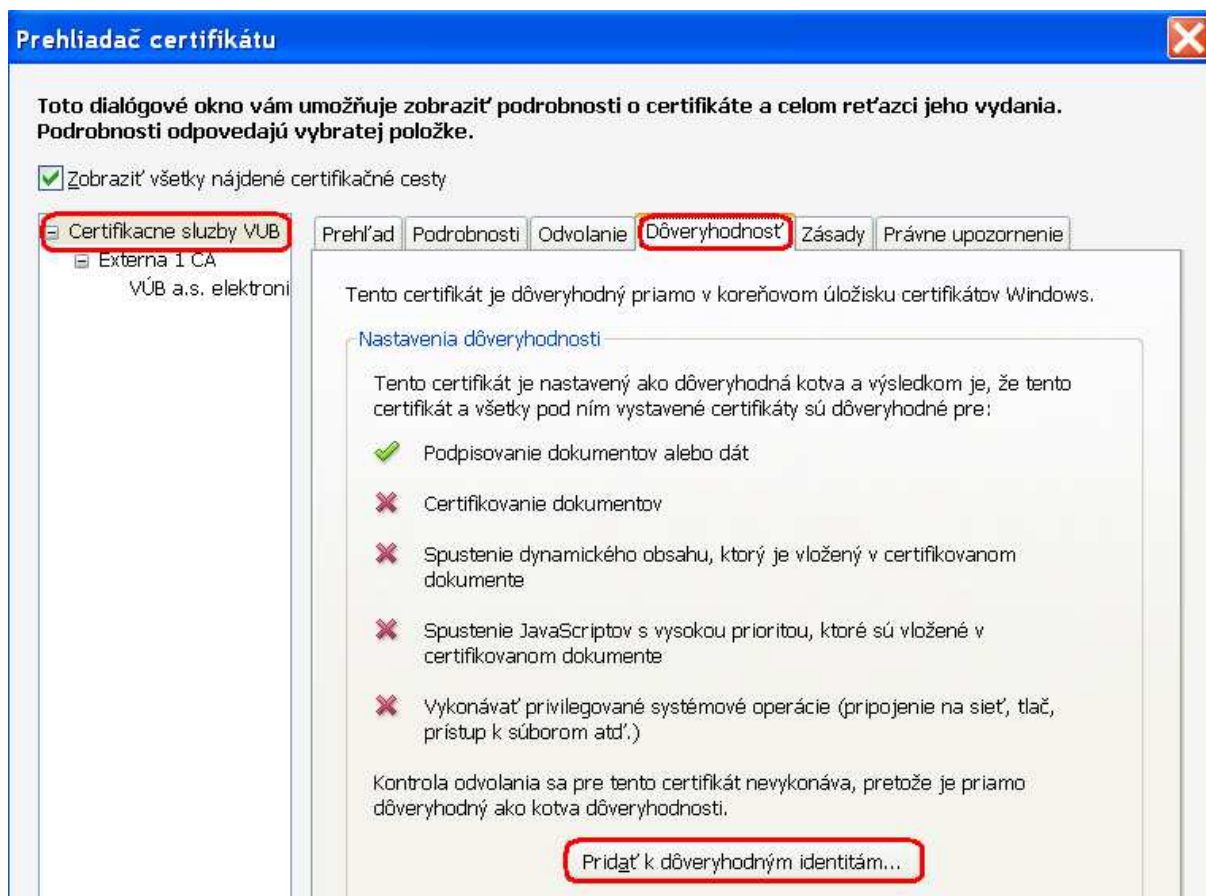 Prehliadač certifikátu
Toto dialógové okno vám umožňuje zobraziť podrobnosti o certifikáte a celom reťazci jeho vydania.
Podrobnosti odpovedajú vybratej položke.
Zobraziť všetky nájdené certifikačné cesty
Certifikacne sluzby VUB
Externa 1 CA
VÚB a.s. elektroni
Prehľad Podrobnosti Odvolanie Dôveryhodnosť Zásady Právne upozornenie
Tento certifikát je dôveryhodný priamo v koreňovom úložisku certifikátov Windows.
Nastavenia dôveryhodnosti
Tento certifikát je nastavený ako dôveryhodná kotva a výsledkom je, že tento
certifikát a všetky pod ním vystavené certifikáty sú dôveryhodné pre:
Podpisovanie dokumentov alebo dát
Certifikovanie dokumentov
Spustenie dynamického obsahu, ktorý je vložený v certifikovanom
dokumente
Spustenie JavaScriptov s vysokou prioritou, ktoré sú vložené v
certifikovanom dokumente
Vykonávať privilegované systémové operácie (pripojenie na sieť, tlač,
prístup k súborom atď.)
Kontrola odvolania sa pre tento certifikát nevykonáva, pretože je priamo
dôveryhodný ako kotva dôveryhodnosti.
Pridať k dôveryhodným identitám...